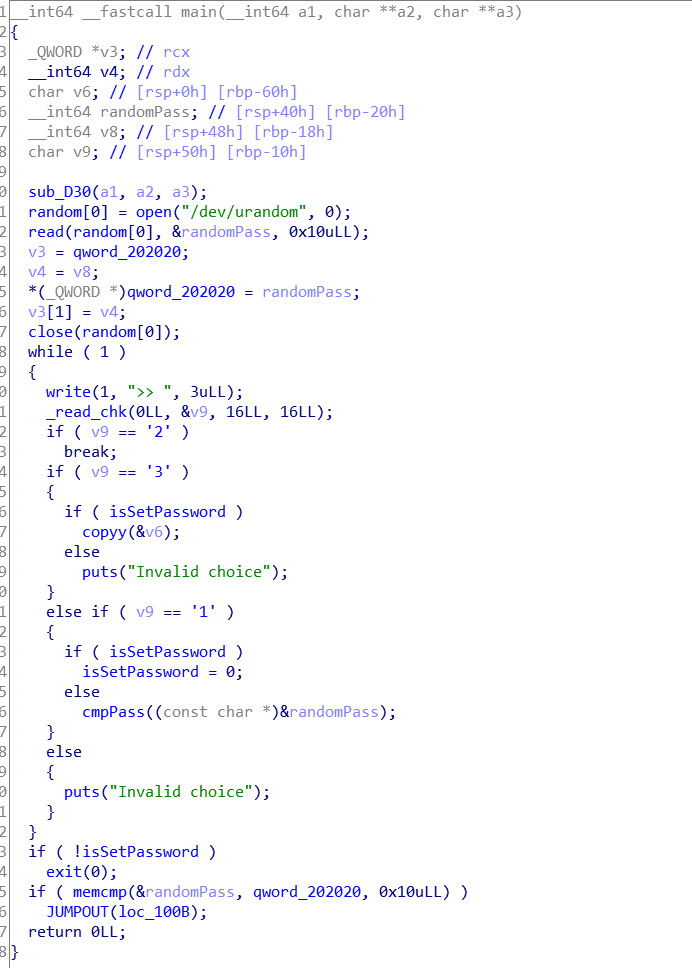 1 __int64 __fastcall main(__int64 a1, char **a2, char **a3)
2 {
3 _QWORD *v3; // rcx
4 __int64 v4; // rdx
5 char v6; // [rsp+0h] [rbp-60h]
6 __int64 randomPass; // [rsp+40h] [rbp-20h]
7 __int64 v8; // [rsp+48h] [rbp-18h]
8 char v9; // [rsp+50h] [rbp-10h]
9
0 sub_D30(a1, a2, a3);
1 random[0] = open("/dev/urandom", 0);
2 read(random[0], &randomPass, 0x10uLL);
3 v3 = qword_202020;
4 v4 = v8;
5 *(_QWORD *)qword_202020 = randomPass;
6 v3[1] = v4;
7 close(random[0]);
8 while ( 1 )
9 {
0 write(1, ">> ", 3uLL);
1 _read_chk(0LL, &v9, 16LL, 16LL);
2 if ( v9 == '2' )
3 break;
4 if ( v9 == '3' )
5 {
6 if ( isSetPassword )
7 copyy(&v6);
8 else
9 puts("Invalid choice");
0 }
1 else if ( v9 == '1' )
2 {
3 if ( isSetPassword )
4 isSetPassword = 0;
5 else
6 cmpPass((const char *)&randomPass);
7 }
8 else
9 {
0 puts("Invalid choice");
1 }
2 }
3 if ( !isSetPassword )
4 exit(0);
5 if ( memcmp(&randomPass, qword_202020, 0x10uLL) )
6 JUMPOUT(loc_100B);
7 return 0LL;
8 }